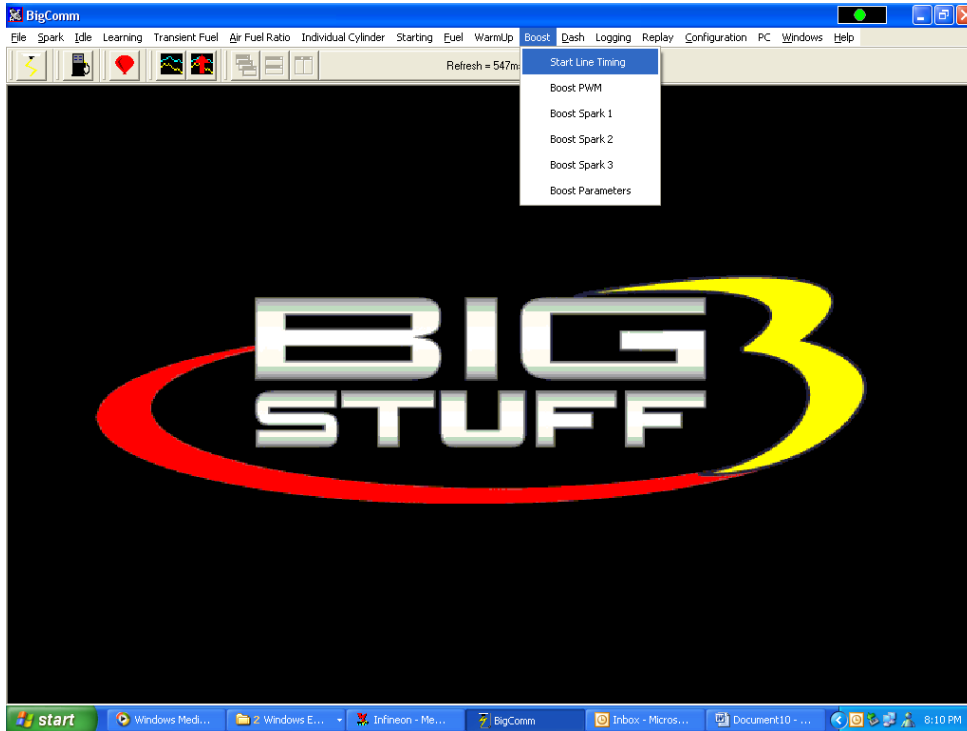 BigComm
File Spark Idle Learning Transient Fuel Air Fuel Ratio Individual Cylinder Starting Fuel WarmUp Boost Dash Logging Replay Configuration PC Windows Help
Refresh = 547m
Start Line Timing
Boost PWM
Boost Spark 1
Boost Spark 2
Boost Spark 3
Boost Parameters
BIG 3
STUFF
start Windows Medi... 2 Windows E... Infineon - Me... BigComm Inbox - Micros... Document10 - ... 8:10 PM